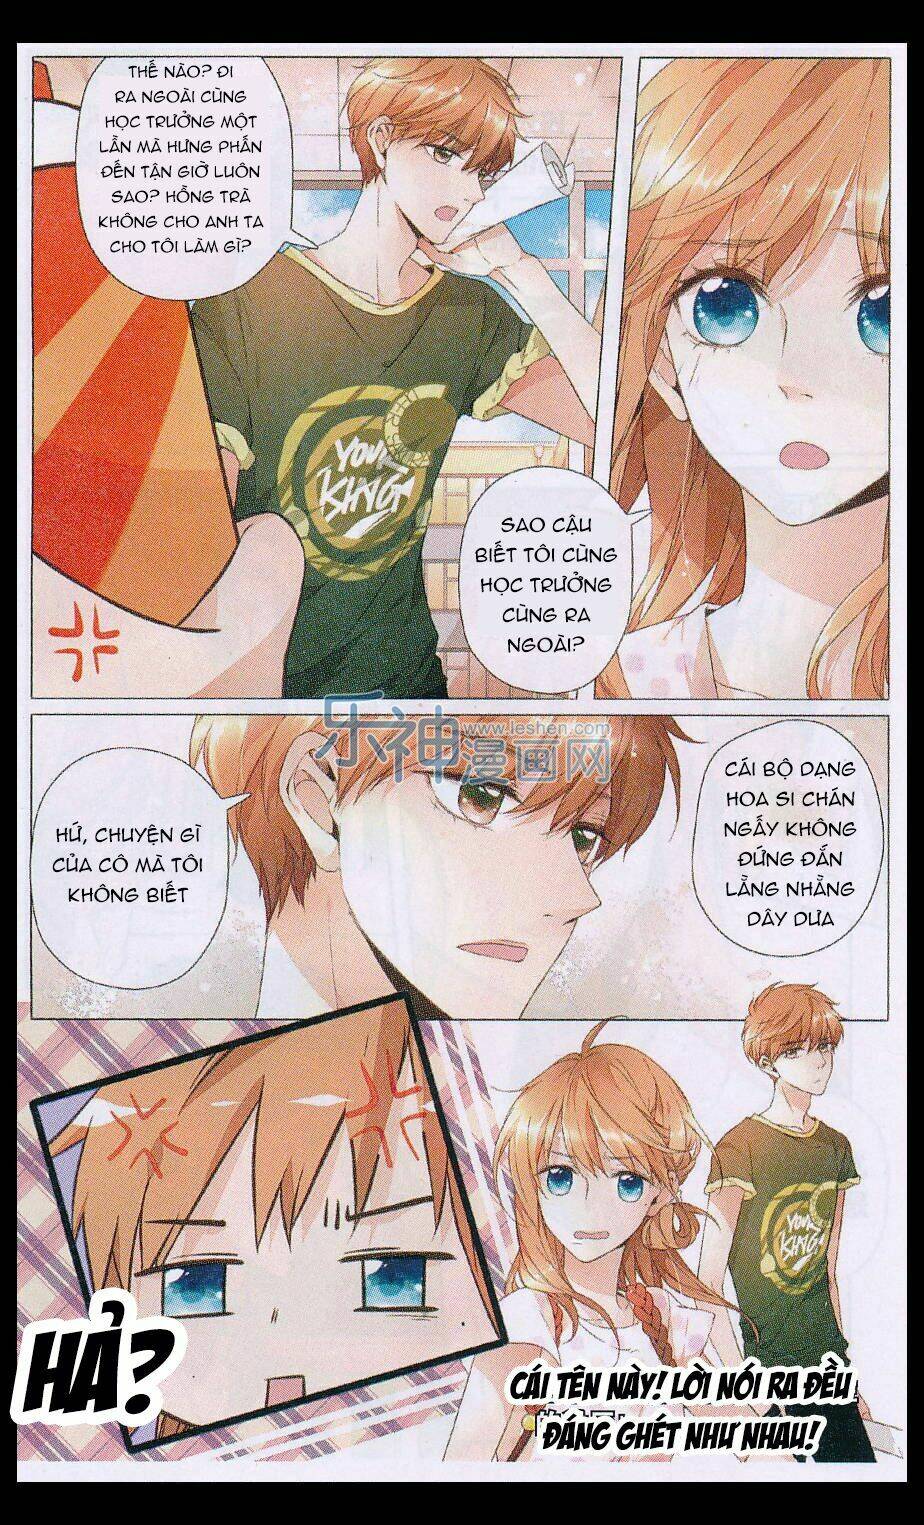 THẾ NÀO? ĐI
RA NGOÀI CÙNG
HỌC TRƯỞNG MỘT
LẦN MÀ HƯNG PHẤN
ĐẾN TẬN GIỜ LUÔN
SAO? HỒNG TRÀ
KHÔNG CHO ANH TA
CHO TÔI LÀM GÌ?
YOUR
KING
SAO CẬU
BIẾT TÔI CÙNG
HỌC TRƯỞNG
CÙNG RA
NGOÀI?
乐神漫画网
www.leshen.com
HỨ, CHUYỆN GÌ
CỦA CÔ MÀ TÔI
KHÔNG BIẾT
CÁI BỘ DẠNG
HOA SI CHÁN
NGẤY KHÔNG
ĐỨNG ĐẮN
LẰNG NHẰNG
DÂY DƯA
YOUR
KING
HẢ?
CÁI TÊN NÀY! LỜI NÓI RA ĐỀU
ĐÁNG GHÉT NHƯ NHAU!